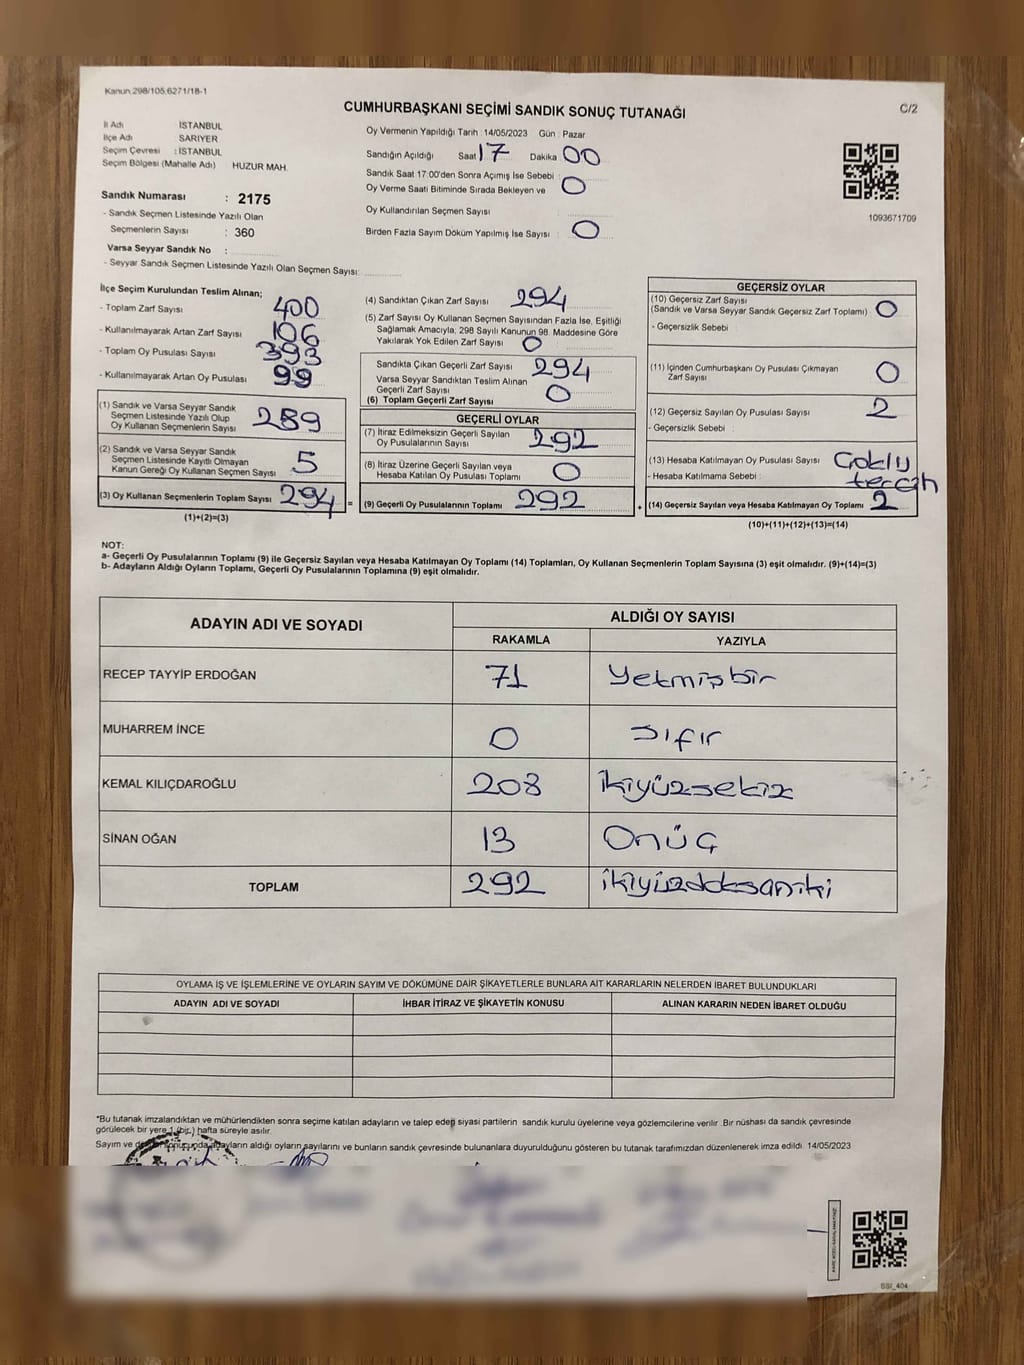 Kanun.298/105.6271/18-1
C/2
CUMHURBAŞKANI SEÇİMİ SANDIK SONUÇ TUTANAĞI
İl Adı İSTANBUL
İlçe Adı SARIYER
Seçim Çevresi : İSTANBUL
Seçim Bölgesi (Mahalle Adı) HUZUR MAH.
Sandık Numarası : 2175
- Sandık Seçmen Listesinde Yazılı Olan
Seçmenlerin Sayısı : 360
Varsa Seyyar Sandık No :
- Seyyar Sandık Seçmen Listesinde Yazılı Olan Seçmen Sayısı:
Oy Vermenin Yapıldığı Tarih : 14/05/2023 Gün : Pazar
Sandığın Açıldığı Saat 17 Dakika 00
Sandık Saat 17:00'den Sonra Açımış İse Sebebi :
Oy Verme Saati Bitiminde Sırada Bekleyen ve 0
Oy Kullandırılan Seçmen Sayısı
Birden Fazla Sayım Döküm Yapılmış İse Sayısı : 0
1093671709
İlçe Seçim Kurulundan Teslim Alınan;
- Toplam Zarf Sayısı 400
- Kullanılmayarak Artan Zarf Sayısı 106
- Toplam Oy Pusulası Sayısı 393
- Kullanılmayarak Artan Oy Pusulası 99
(1) Sandık ve Varsa Seyyar Sandık
Seçmen Listesinde Yazılı Olup
Oy Kullanan Seçmenlerin Sayısı 289
(2) Sandık ve Varsa Seyyar Sandık
Seçmen Listesinde Kayıtlı Olmayan
Kanun Gereği Oy Kullanan Seçmen Sayısı 5
(3) Oy Kullanan Seçmenlerin Toplam Sayısı 294 =
(1)+(2)=(3)
(4) Sandıktan Çıkan Zarf Sayısı 294
(5) Zarf Sayısı Oy Kullanan Seçmen Sayısından Fazla İse, Eşitliği
Sağlamak Amacıyla; 298 Sayılı Kanunun 98. Maddesine Göre
Yakılarak Yok Edilen Zarf Sayısı 0
Sandıkta Çıkan Geçerli Zarf Sayısı 294
Varsa Seyyar Sandıktan Teslim Alınan
Geçerli Zarf Sayısı 0
(6) Toplam Geçerli Zarf Sayısı
GEÇERLİ OYLAR
(7) İtiraz Edilmeksizin Geçerli Sayılan
Oy Pusulalarının Sayısı 292
(8) İtiraz Üzerine Geçerli Sayılan veya
Hesaba Katılan Oy Pusulası Toplamı 0
(9) Geçerli Oy Pusulalarının Toplamı 292
GEÇERSİZ OYLAR
(10) Geçersiz Zarf Sayısı
(Sandık ve Varsa Seyyar Sandık Geçersiz Zarf Toplamı) 0
- Geçersizlik Sebebi
(11) İçinden Cumhurbaşkanı Oy Pusulası Çıkmayan
Zarf Sayısı 0
(12) Geçersiz Sayılan Oy Pusulası Sayısı 2
- Geçersizlik Sebebi :
(13) Hesaba Katılmayan Oy Pusulası Sayısı Çoklu
- Hesaba Katılmama Sebebi : tercih
(14) Geçersiz Sayılan veya Hesaba Katılmayan Oy Toplamı 2
(10)+(11)+(12)+(13)=(14)
NOT:
a- Geçerli Oy Pusulalarının Toplamı (9) ile Geçersiz Sayılan veya Hesaba Katılmayan Oy Toplamı (14) Toplamları, Oy Kullanan Seçmenlerin Toplam Sayısına (3) eşit olmalıdır. (9)+(14)=(3)
b- Adayların Aldığı Oyların Toplamı, Geçerli Oy Pusulalarının Toplamına (9) eşit olmalıdır.
ADAYIN ADI VE SOYADI ALDIĞI OY SAYISI
RAKAMLA YAZIYLA
RECEP TAYYİP ERDOĞAN 71 Yetmişbir
MUHARREM İNCE 0 sıfır
KEMAL KILIÇDAROĞLU 208 ikiyüzsekiz
SİNAN OĞAN 13 Onüç
TOPLAM 292 ikiyüzdoksaniki
OYLAMA İŞ VE İŞLEMLERİNE VE OYLARIN SAYIM VE DÖKÜMÜNE DAİR ŞİKAYETLERLE BUNLARA AİT KARARLARIN NELERDEN İBARET BULUNDUKLARI
ADAYIN ADI VE SOYADI İHBAR İTİRAZ VE ŞİKAYETİN KONUSU ALINAN KARARIN NEDEN İBARET OLDUĞU
*Bu tutanak imzalandıktan ve mühürlendikten sonra seçime katılan adayların ve talep eden siyasi partilerin sandık kurulu üyelerine veya gözlemcilerine verilir. Bir nüshası da sandık çevresinde
görülecek bir yere 1 (bir) hafta süreyle asılır.
Sayım ve döküm sonucunda adayların aldığı oyların sayılarını ve bunların sandık çevresinde bulunanlara duyurulduğunu gösteren bu tutanak tarafımızdan düzenlenerek imza edildi. 14/05/2023
SSI_404